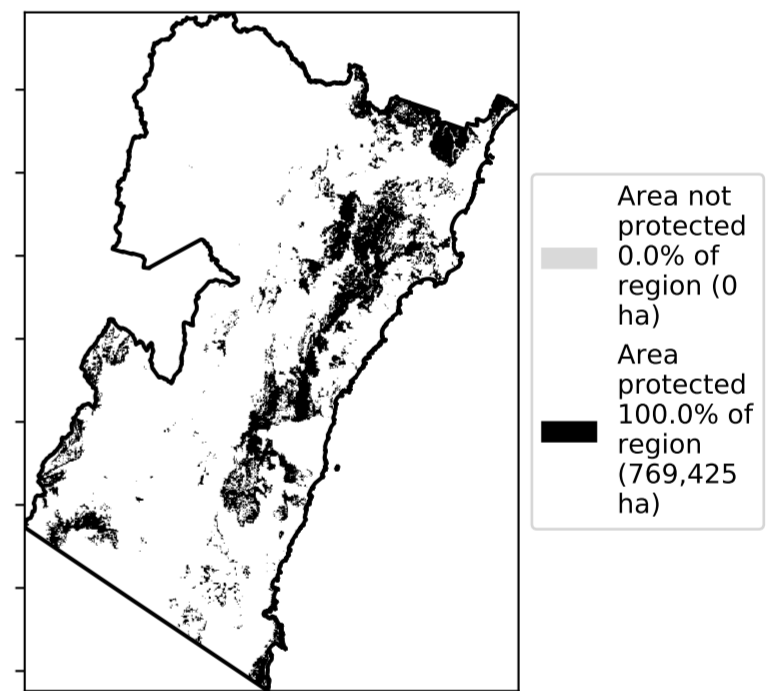 Area not
protected
0.0% of
region (0
ha)
Area
protected
100.0% of
region
(769,425
ha)